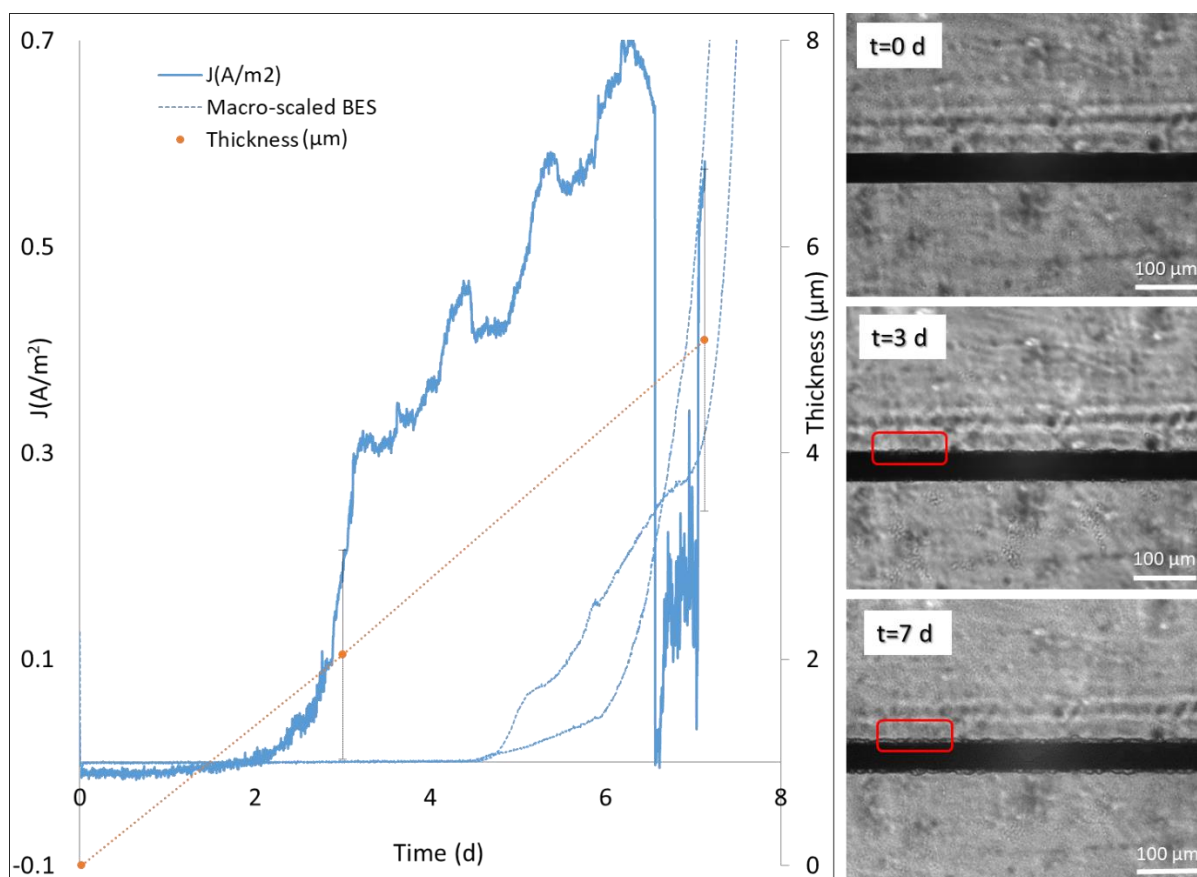 0.7
0.5
0.3
0.1
-0.1
J(A/m²)
J(A/m2)
Macro-scaled BES
Thickness (µm)
8
6
4
2
0
Thickness (µm)
0
2
4
6
8
Time (d)
t=0 d
100 µm
t=3 d
100 µm
t=7 d
100 µm